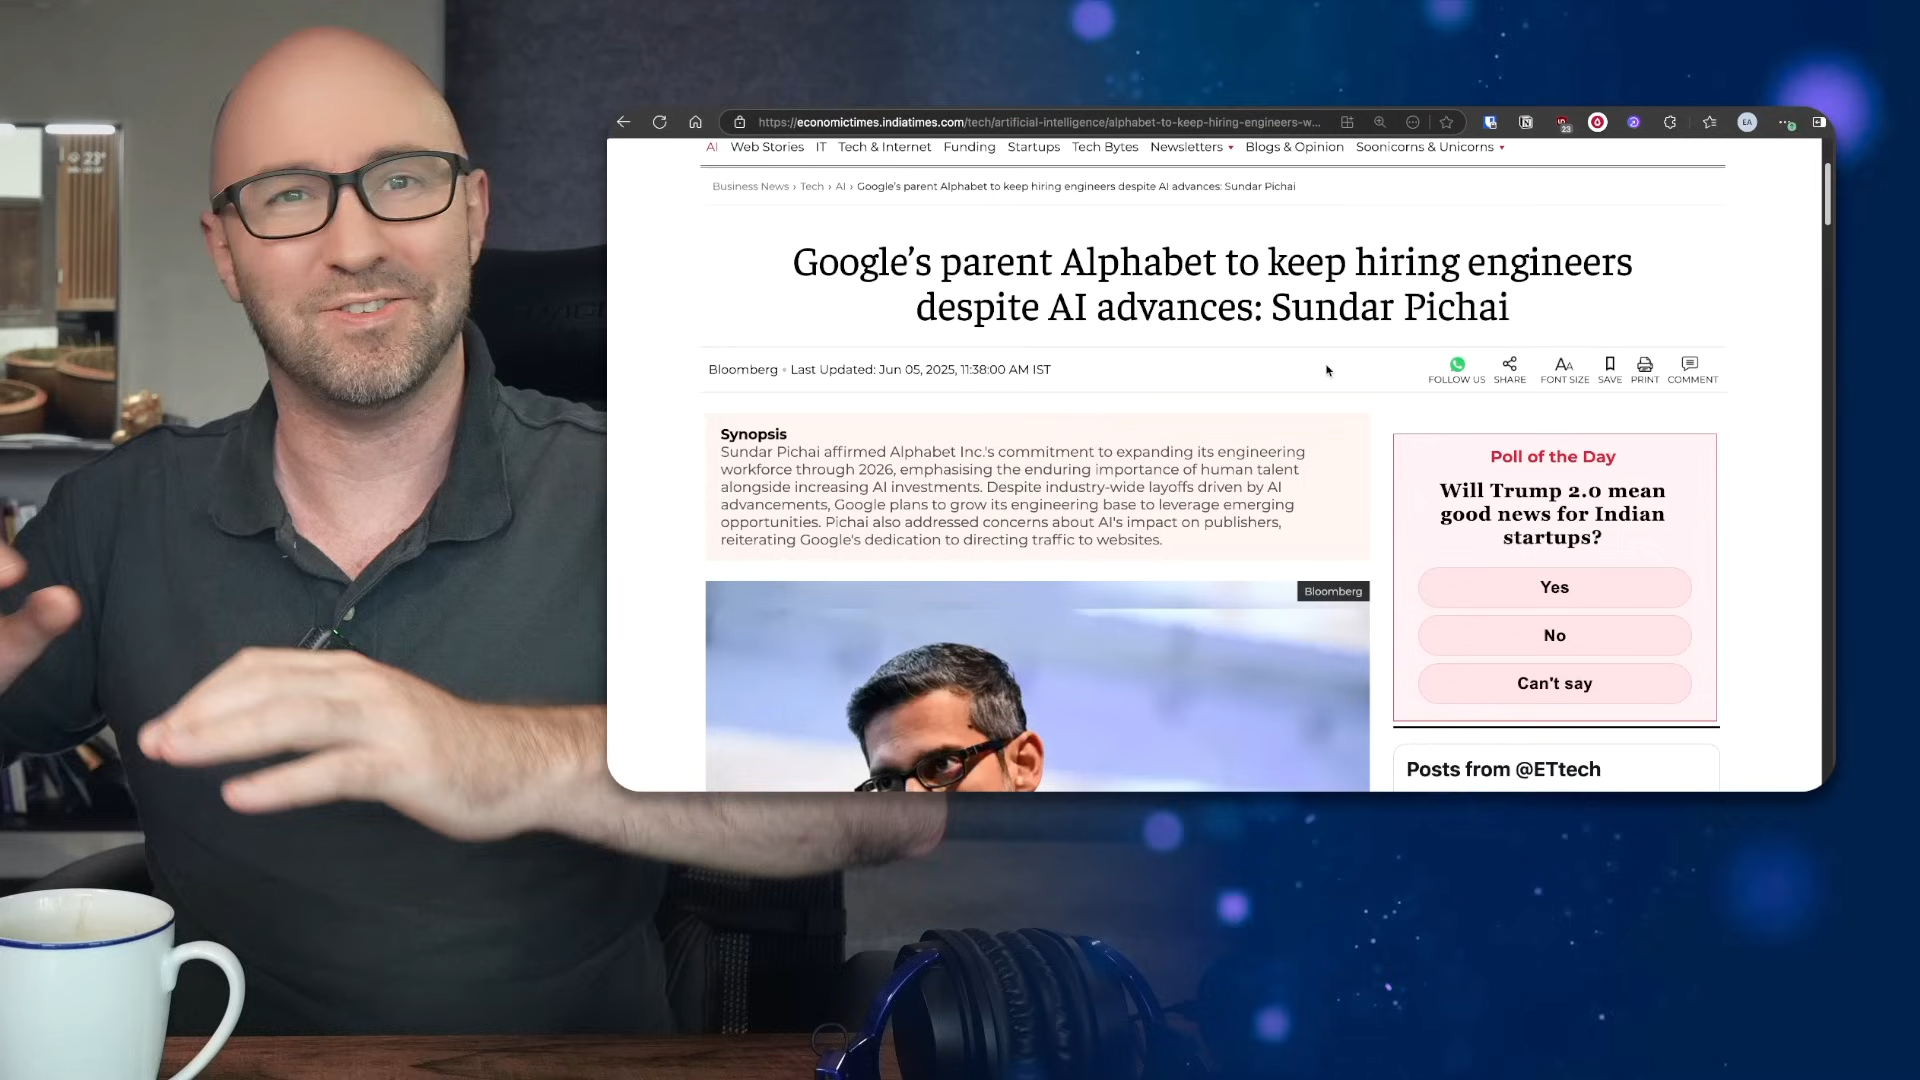 23°
https://economictimes.indiatimes.com/tech/artificial-intelligence/alphabet-to-keep-hiring-engineers-w...
23
EA
AI Web Stories IT Tech & Internet Funding Startups Tech Bytes Newsletters Blogs & Opinion Soonicorns & Unicorns
Business News › Tech › AI › Google's parent Alphabet to keep hiring engineers despite AI advances: Sundar Pichai
Google’s parent Alphabet to keep hiring engineers
despite AI advances: Sundar Pichai
Bloomberg • Last Updated: Jun 05, 2025, 11:38:00 AM IST
FOLLOW US SHARE FONT SIZE SAVE PRINT COMMENT
Synopsis
Sundar Pichai affirmed Alphabet Inc.'s commitment to expanding its engineering
workforce through 2026, emphasising the enduring importance of human talent
alongside increasing AI investments. Despite industry-wide layoffs driven by AI
advancements, Google plans to grow its engineering base to leverage emerging
opportunities. Pichai also addressed concerns about AI's impact on publishers,
reiterating Google's dedication to directing traffic to websites.
Bloomberg
Poll of the Day
Will Trump 2.0 mean
good news for Indian
startups?
Yes
No
Can't say
Posts from @ETtech